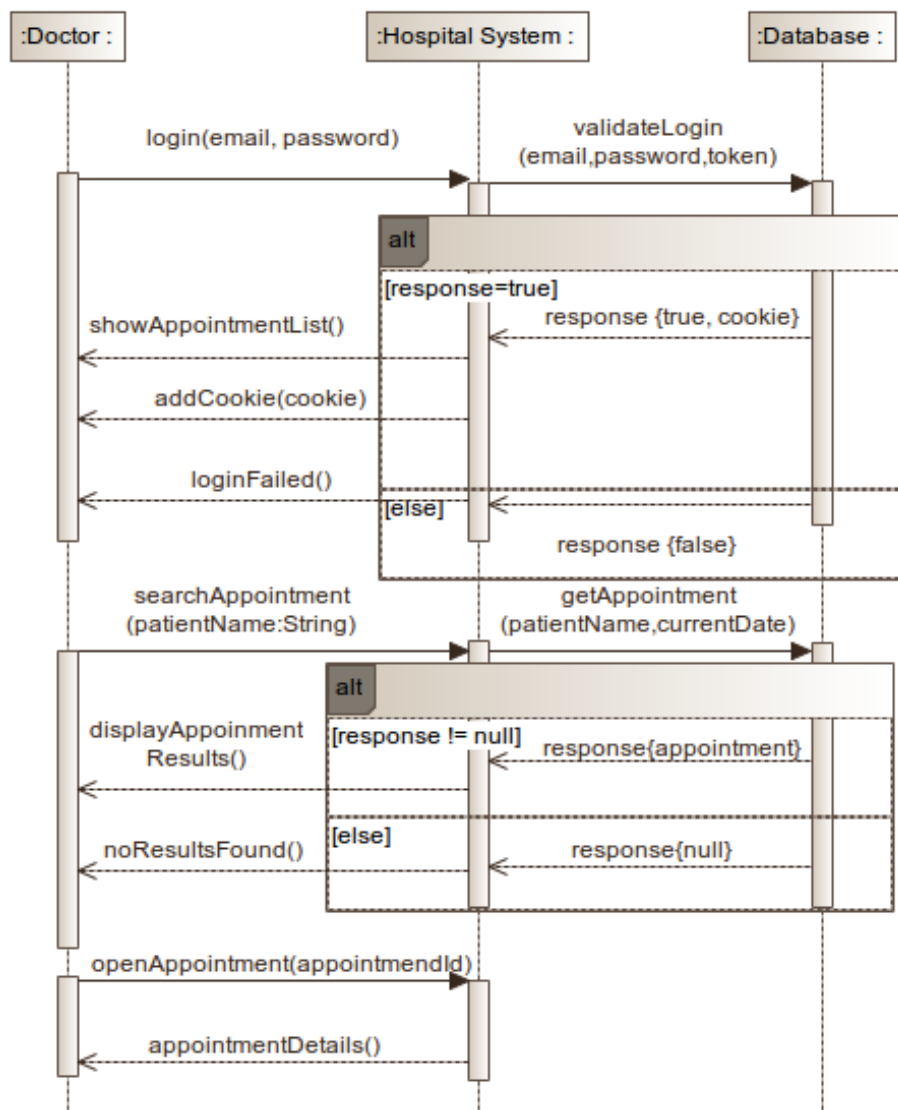 :Doctor :
:Hospital System :
:Database :
login(email, password)
validateLogin
(email,password,token)
alt
[response=true]
response {true, cookie}
showAppointmentList()
addCookie(cookie)
loginFailed()
[else]
response {false}
searchAppointment
(patientName:String)
getAppointment
(patientName,currentDate)
alt
[response != null]
displayAppoinment
Results()
response{appointment}
[else]
noResultsFound()
response{null}
openAppointment(appointmendId)
appointmentDetails()